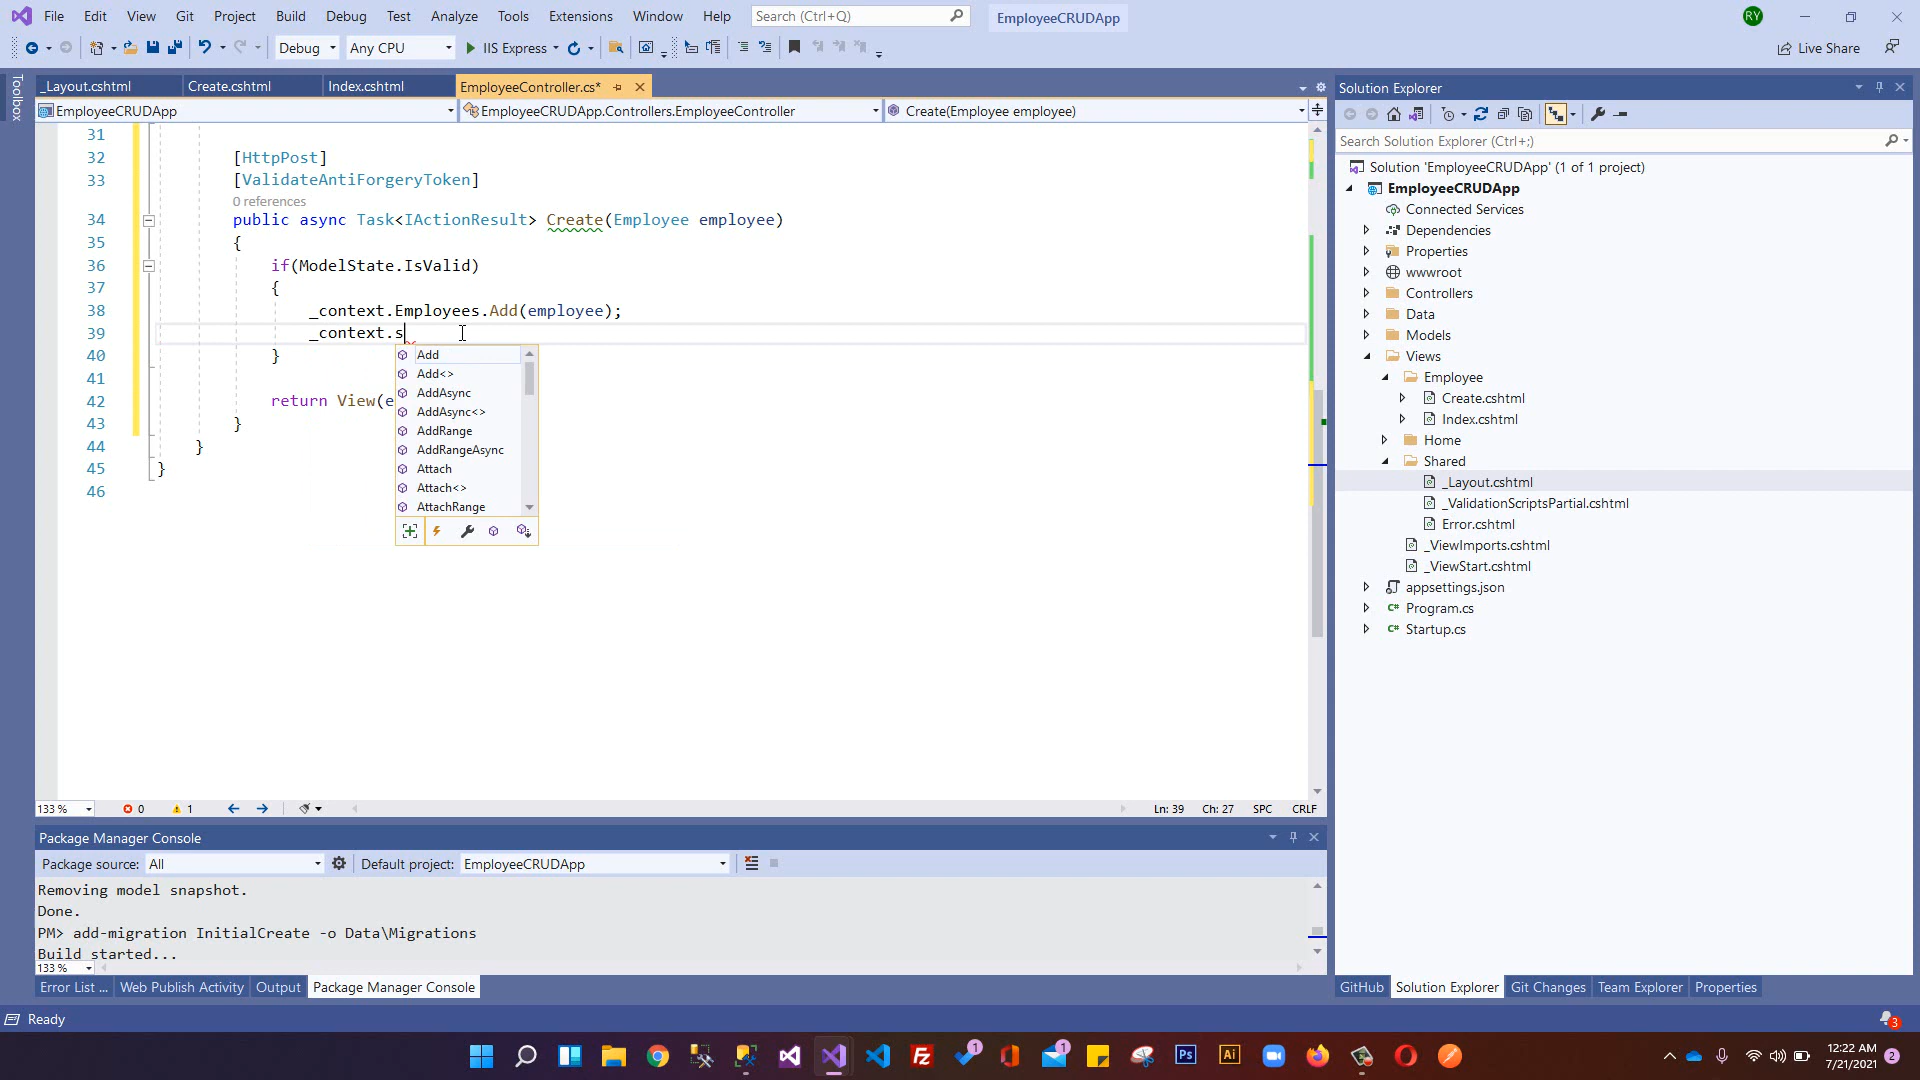 File Edit View Git Project Build Debug Test Analyze Tools Extensions Window Help Search (Ctrl+Q) EmployeeCRUDApp RY
Debug Any CPU IIS Express Live Share
Toolbox
_Layout.cshtml Create.cshtml Index.cshtml EmployeeController.cs*
EmployeeCRUDApp EmployeeCRUDApp.Controllers.EmployeeController Create(Employee employee)
31
32 [HttpPost]
33 [ValidateAntiForgeryToken]
0 references
34 public async Task<IActionResult> Create(Employee employee)
35 {
36 if(ModelState.IsValid)
37 {
38 _context.Employees.Add(employee);
39 _context.s
40 }
41
42 return View(e
43 }
44 }
45 }
46
Add
Add<>
AddAsync
AddAsync<>
AddRange
AddRangeAsync
Attach
Attach<>
AttachRange
133 % 0 1 Ln: 39 Ch: 27 SPC CRLF
Package Manager Console
Package source: All Default project: EmployeeCRUDApp
Removing model snapshot.
Done.
PM> add-migration InitialCreate -o Data\Migrations
Build started...
133 %
Error List ... Web Publish Activity Output Package Manager Console
Solution Explorer
Search Solution Explorer (Ctrl+;)
Solution 'EmployeeCRUDApp' (1 of 1 project)
EmployeeCRUDApp
Connected Services
Dependencies
Properties
wwwroot
Controllers
Data
Models
Views
Employee
Create.cshtml
Index.cshtml
Home
Shared
_Layout.cshtml
_ValidationScriptsPartial.cshtml
Error.cshtml
_ViewImports.cshtml
_ViewStart.cshtml
appsettings.json
C# Program.cs
C# Startup.cs
GitHub Solution Explorer Git Changes Team Explorer Properties
Ready 3
Fz 1 1 Ps Ai 12:22 AM
7/21/2021 2